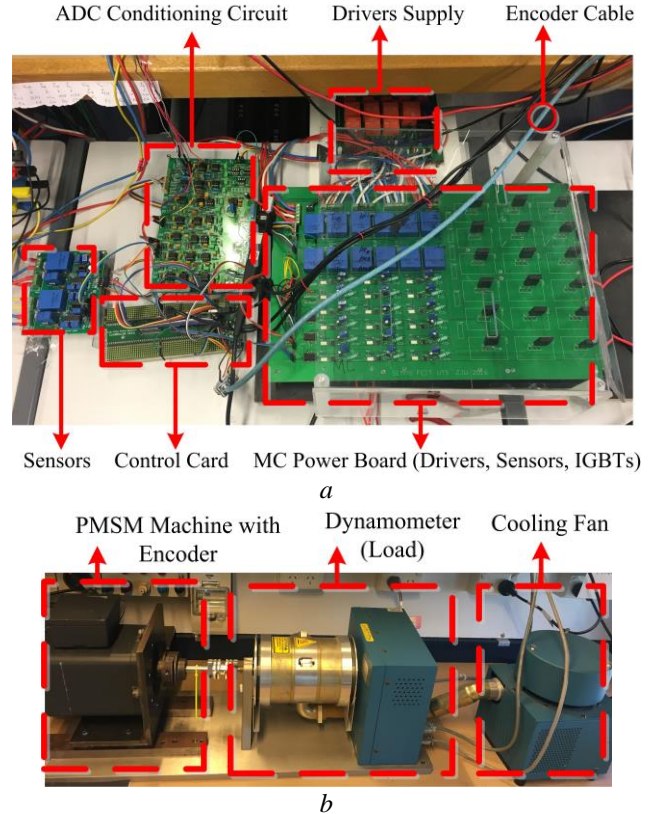 ADC Conditioning Circuit
Drivers Supply
Encoder Cable
Sensors
Control Card
MC Power Board (Drivers, Sensors, IGBTs)
a
PMSM Machine with
Encoder
Dynamometer
(Load)
Cooling Fan
b